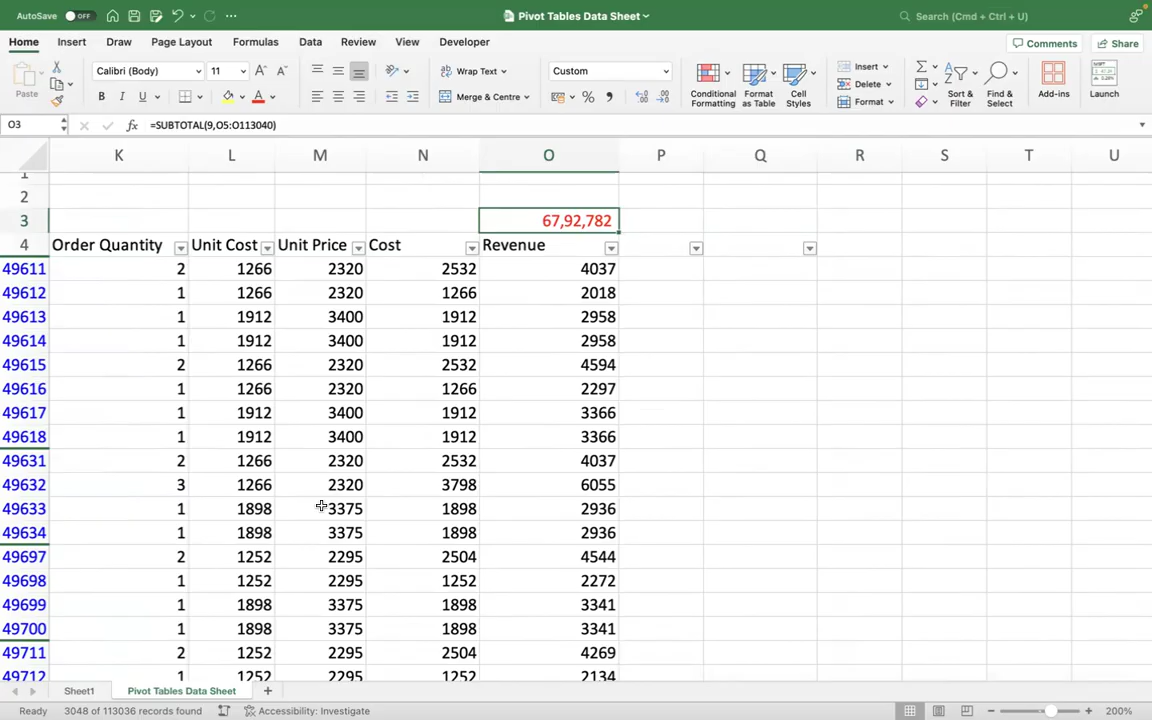 AutoSave OFF ... Pivot Tables Data Sheet Search (Cmd + Ctrl + U)
Home Insert Draw Page Layout Formulas Data Review View Developer Comments Share
Paste Calibri (Body) 11 A A Wrap Text Custom Conditional Formatting Format as Table Cell Styles Insert Sort & Filter Find & Select Add-ins Launch
B I U A Merge & Centre % Delete
Format
O3 fx =SUBTOTAL(9,O5:O113040)
K L M N O P Q R S T U
1
2
3 67,92,782
4 Order Quantity Unit Cost Unit Price Cost Revenue
49611 2 1266 2320 2532 4037
49612 1 1266 2320 1266 2018
49613 1 1912 3400 1912 2958
49614 1 1912 3400 1912 2958
49615 2 1266 2320 2532 4594
49616 1 1266 2320 1266 2297
49617 1 1912 3400 1912 3366
49618 1 1912 3400 1912 3366
49631 2 1266 2320 2532 4037
49632 3 1266 2320 3798 6055
49633 1 1898 3375 1898 2936
49634 1 1898 3375 1898 2936
49697 2 1252 2295 2504 4544
49698 1 1252 2295 1252 2272
49699 1 1898 3375 1898 3341
49700 1 1898 3375 1898 3341
49711 2 1252 2295 2504 4269
49712 1 1252 2295 1252 2134
Sheet1 Pivot Tables Data Sheet +
Ready 3048 of 113036 records found Accessibility: Investigate 200%